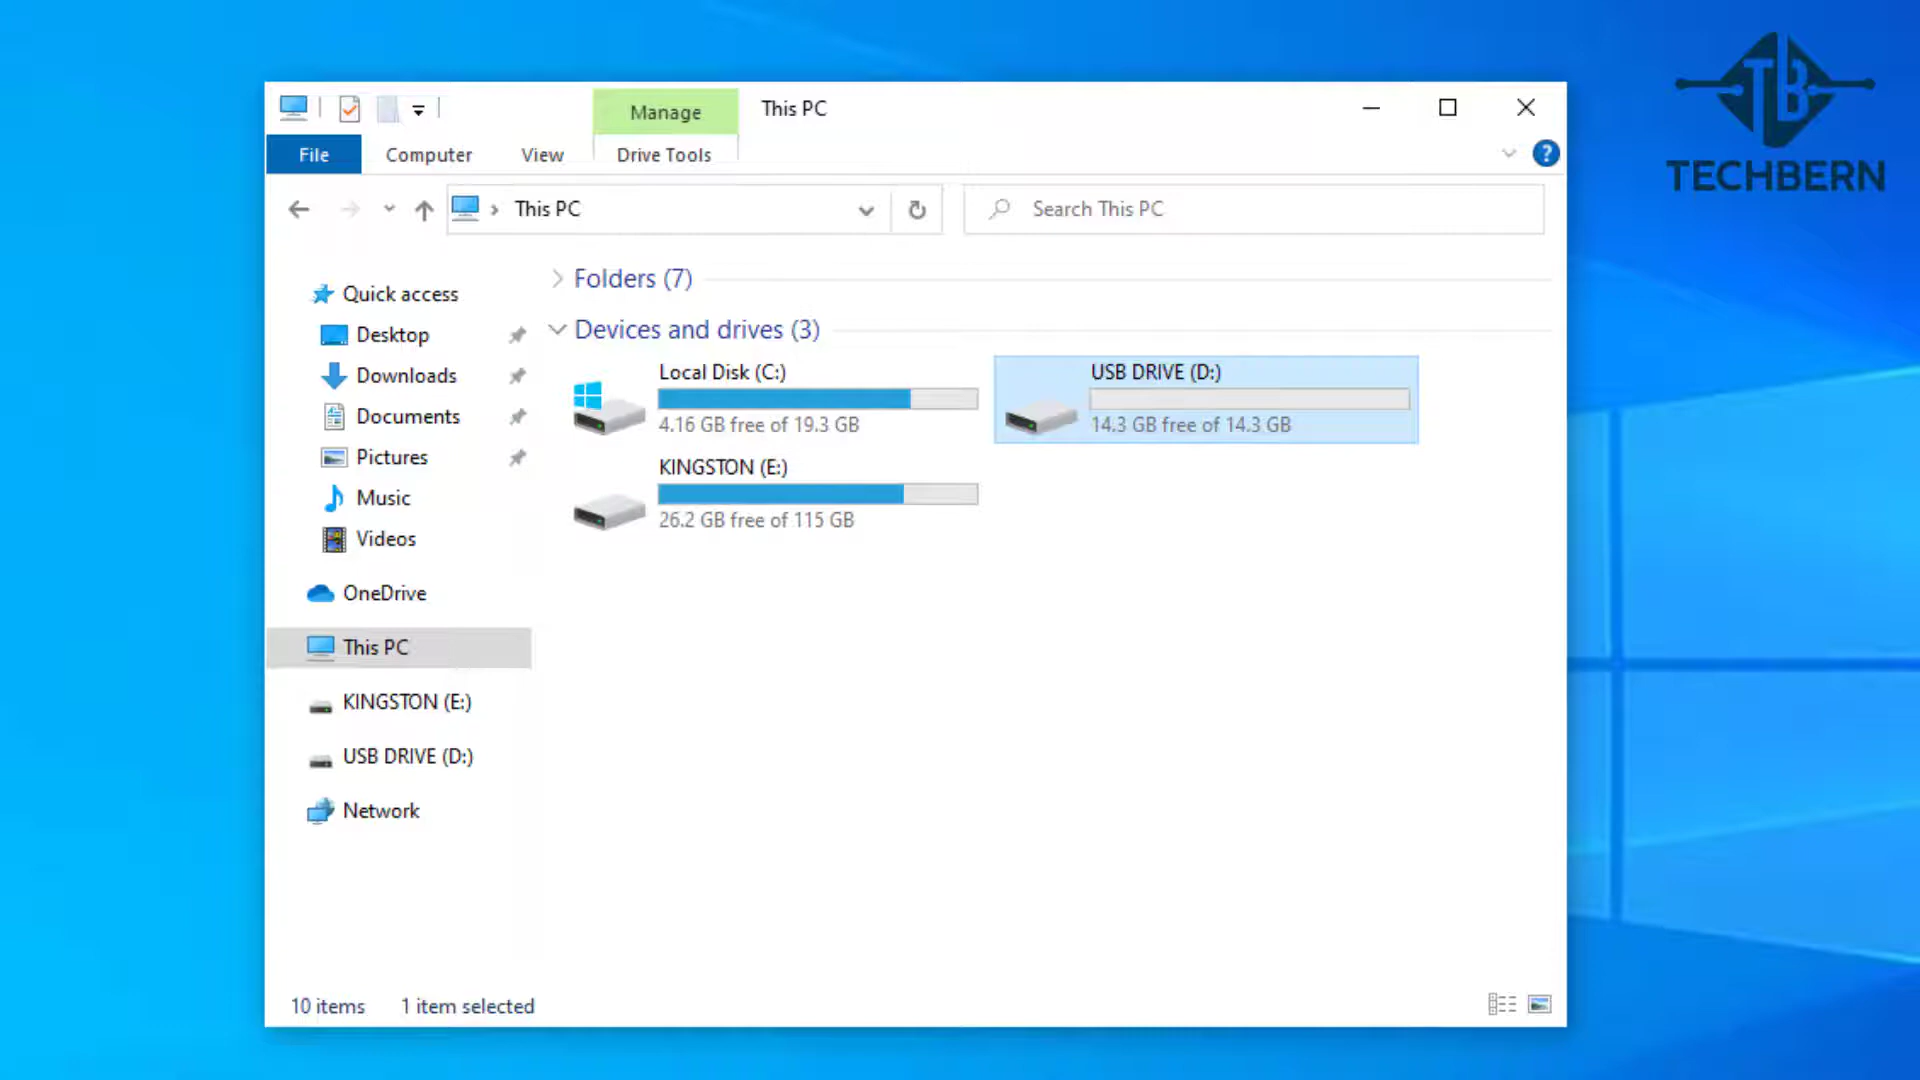 Manage
This PC
TB
TECHBERN
File
Computer
View
Drive Tools
?
This PC
Search This PC
Quick access
Desktop
Downloads
Documents
Pictures
Music
Videos
OneDrive
This PC
KINGSTON (E:)
USB DRIVE (D:)
Network
Folders (7)
Devices and drives (3)
Local Disk (C:)
4.16 GB free of 19.3 GB
USB DRIVE (D:)
14.3 GB free of 14.3 GB
KINGSTON (E:)
26.2 GB free of 115 GB
10 items
1 item selected